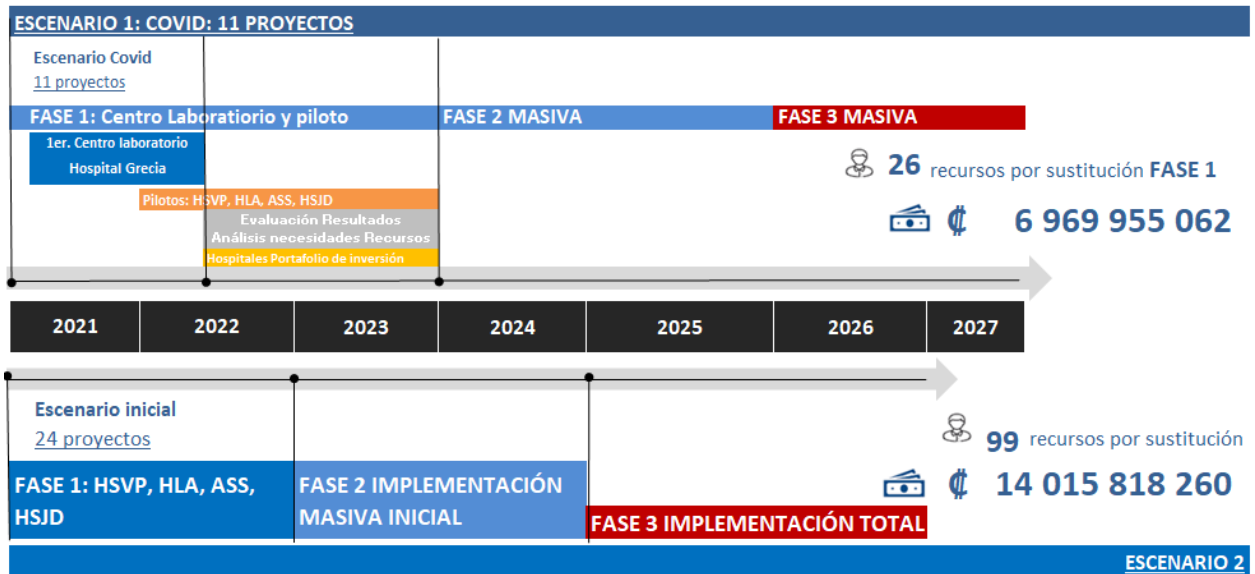 ESCENARIO 1: COVID: 11 PROYECTOS
Escenario Covid
11 proyectos
FASE 1: Centro Laboratiorio y piloto
FASE 2 MASIVA
FASE 3 MASIVA
1er. Centro laboratorio
Hospital Grecia
26 recursos por sustitución FASE 1
Pilotos: HSVP, HLA, ASS, HSJD
Evaluación Resultados
Análisis necesidades Recursos
₡ 6 969 955 062
Hospitales Portafolio de inversión
2021 2022 2023 2024 2025 2026 2027
Escenario inicial
24 proyectos
99 recursos por sustitución
FASE 1: HSVP, HLA, ASS,
HSJD
FASE 2 IMPLEMENTACIÓN
MASIVA INICIAL
₡ 14 015 818 260
FASE 3 IMPLEMENTACIÓN TOTAL
ESCENARIO 2